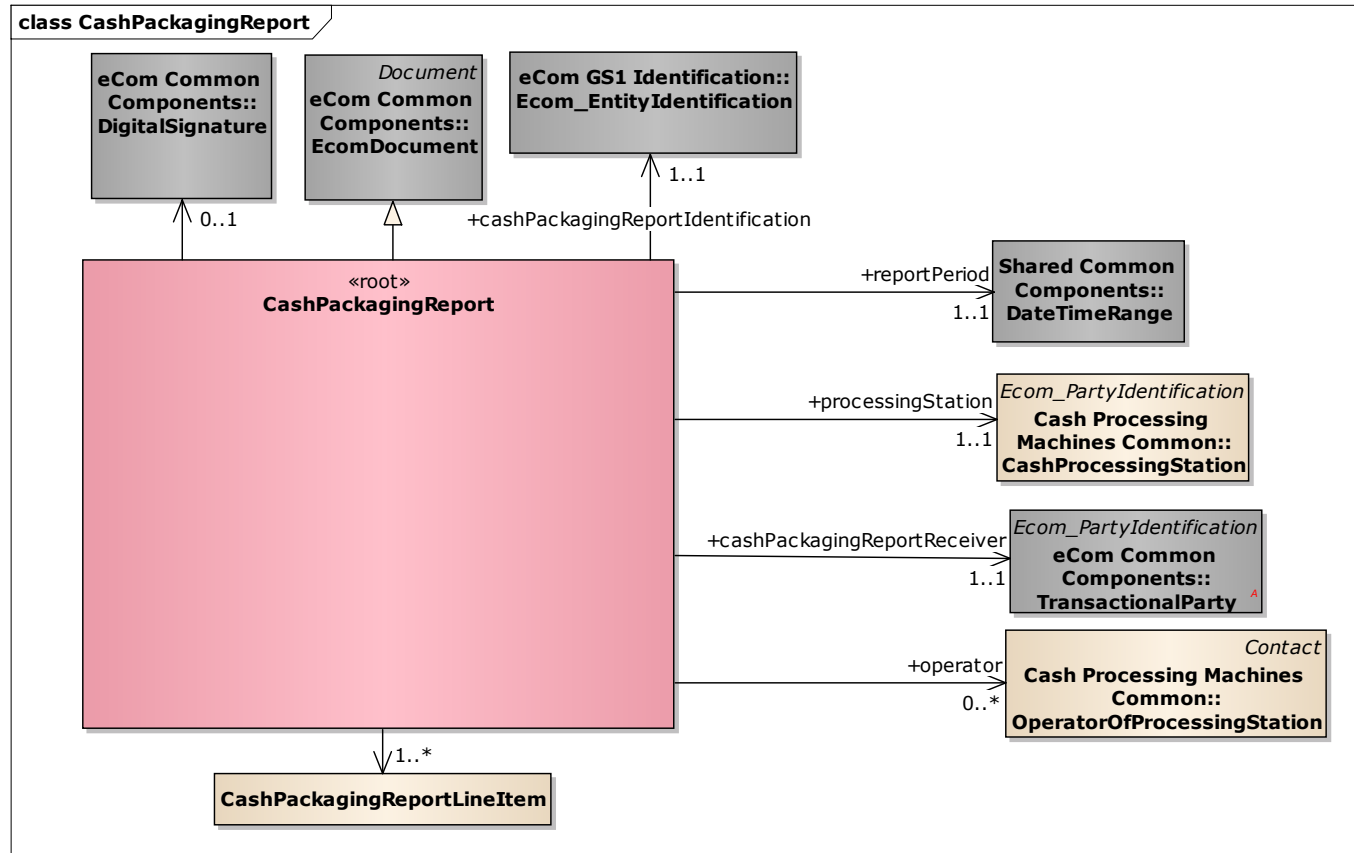 class CashPackagingReport
eCom Common
Components::
DigitalSignature
Document
eCom Common
Components::
EcomDocument
eCom GS1 Identification::
Ecom_EntityIdentification
0..1
1..1
+cashPackagingReportIdentification
«root»
CashPackagingReport
+reportPeriod
1..1
Shared Common
Components::
DateTimeRange
+processingStation
1..1
Ecom_PartyIdentification
Cash Processing
Machines Common::
CashProcessingStation
+cashPackagingReportReceiver
1..1
Ecom_PartyIdentification
eCom Common
Components::
TransactionalParty
A
+operator
0..*
Contact
Cash Processing Machines
Common::
OperatorOfProcessingStation
1..*
CashPackagingReportLineItem